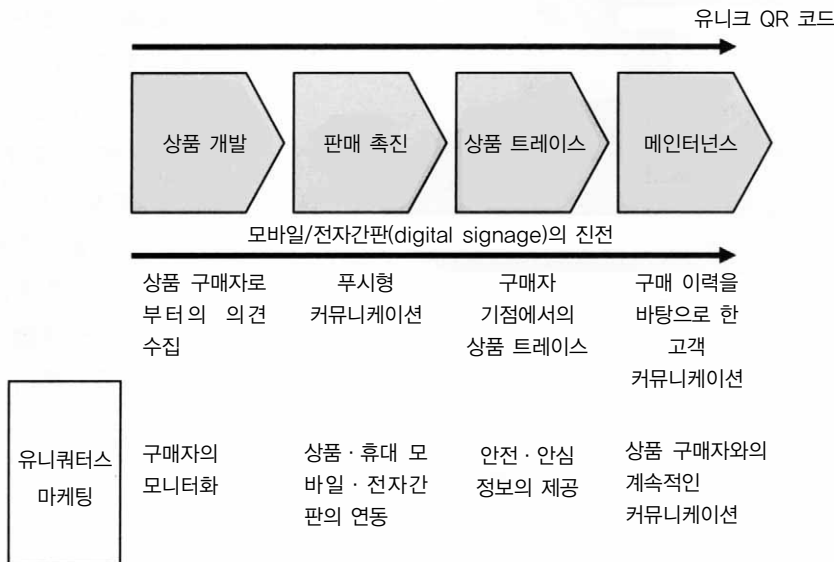 유니크 QR 코드
상품 개발
판매 촉진
상품 트레이스
메인터넌스
모바일/전자간판(digital signage)의 진전
상품 구매자로
부터의 의견
수집
푸시형
커뮤니케이션
구매자
기점에서의
상품 트레이스
구매 이력을
바탕으로 한
고객
커뮤니케이션
유니쿼터스
마케팅
구매자의
모니터화
상품·휴대 모
바일·전자간
판의 연동
안전·안심
정보의 제공
상품 구매자와의
계속적인
커뮤니케이션